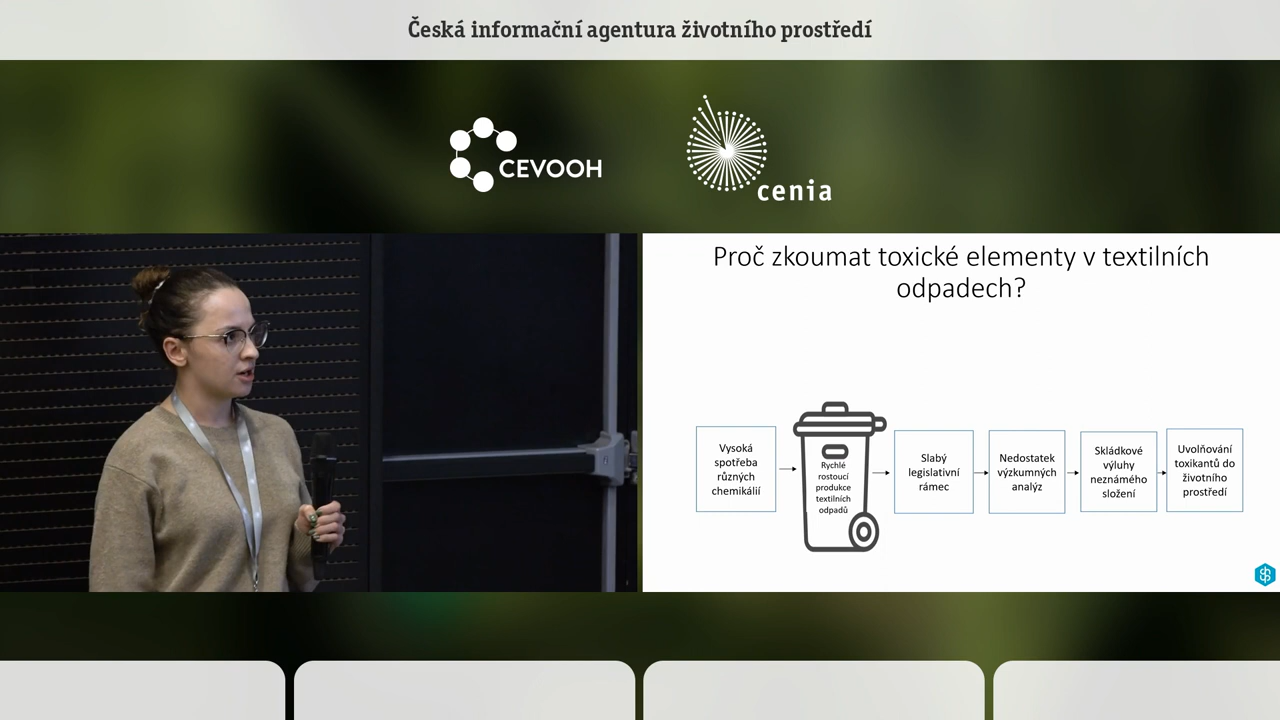 Česká informační agentura životního prostředí
CEVOOH
cenia
Proč zkoumat toxické elementy v textilních
odpadech?
Vysoká
spotřeba
různých
chemikálií
Rychle
rostoucí
produkce
textilních
odpadů
Slabý
legislativní
rámec
Nedostatek
výzkumných
analýz
Skládkové
výluhy
neznámého
složení
Uvolňování
toxikantů do
životního
prostředí